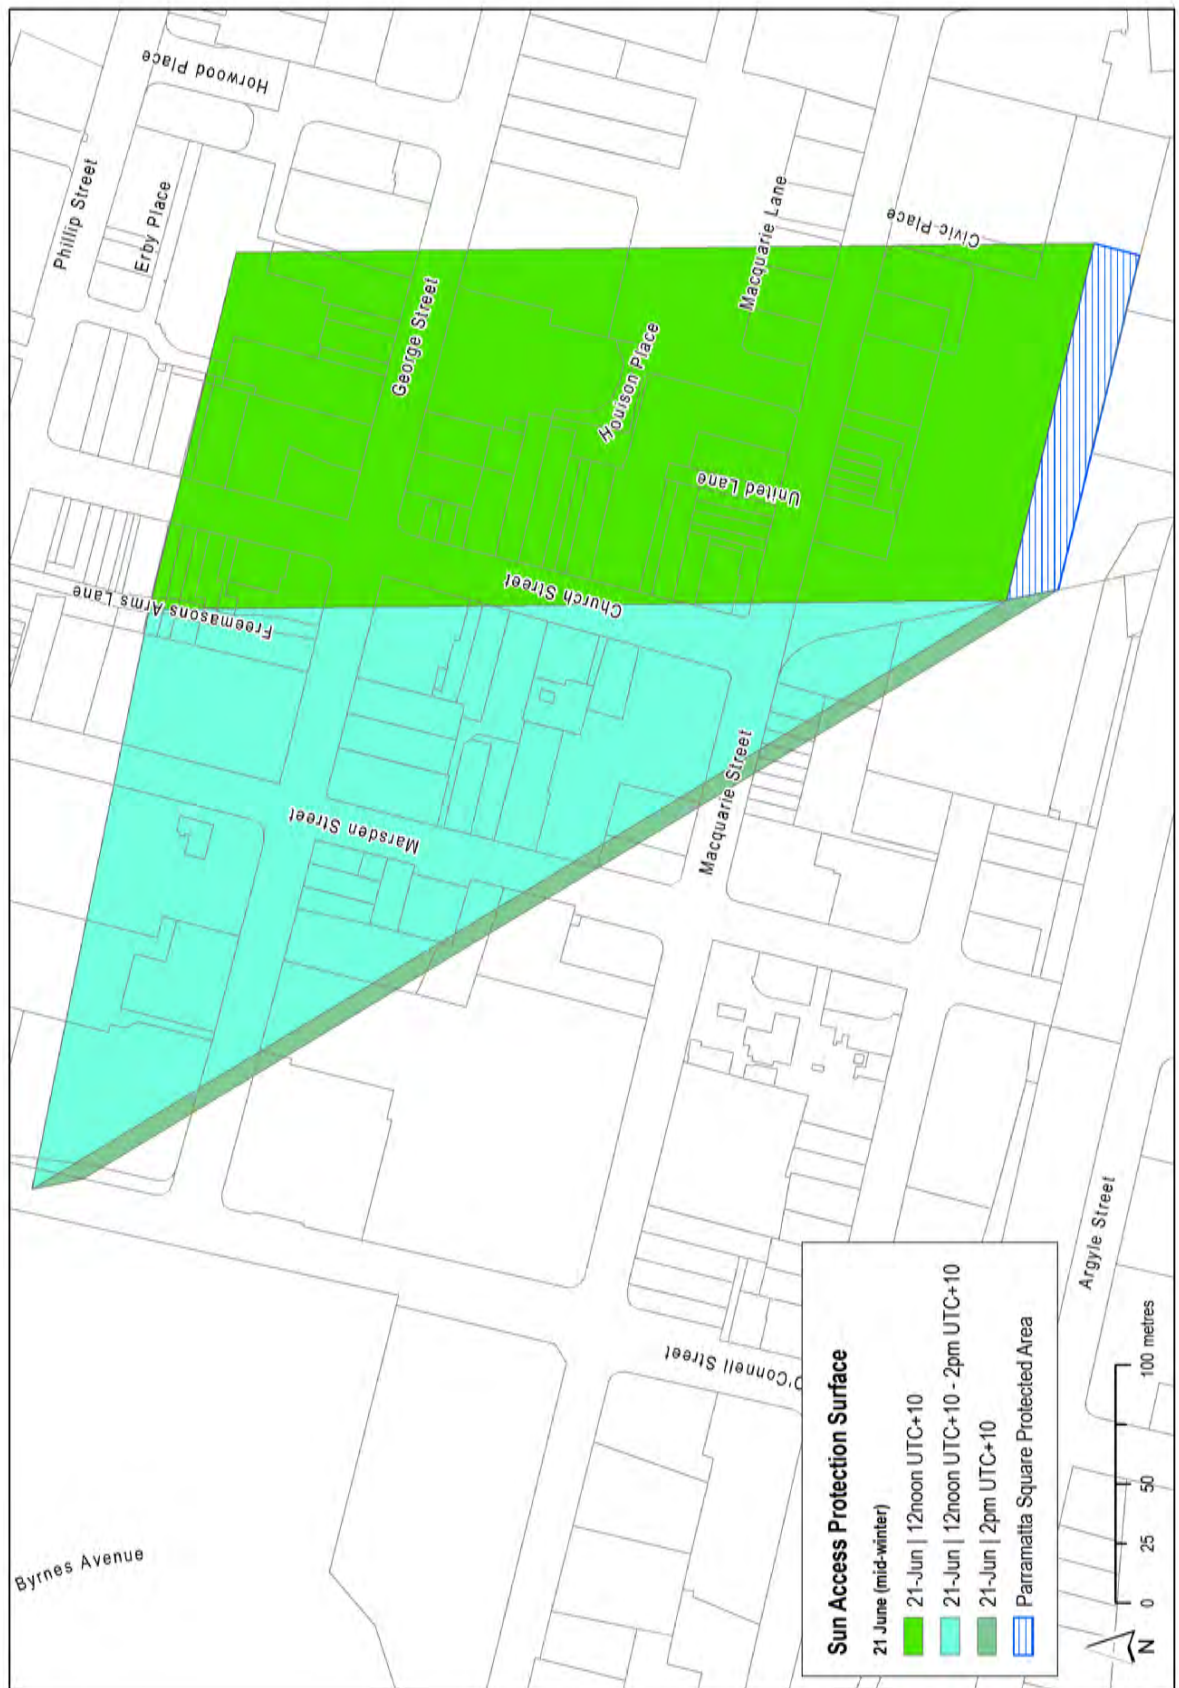 Horwood Place
Phillip Street
Erby Place
George Street
Macquarie Lane
Civic Place
Houison Place
United Lane
Church Street
Freemasons Arms Lane
Marsden Street
Macquarie Street
Argyle Street
O'Connell Street
Byrnes Avenue
Sun Access Protection Surface
21 June (mid-winter)
21-Jun | 12noon UTC+10
21-Jun | 12noon UTC+10 - 2pm UTC+10
21-Jun | 2pm UTC+10
Parramatta Square Protected Area
N
0 25 50 100 metres